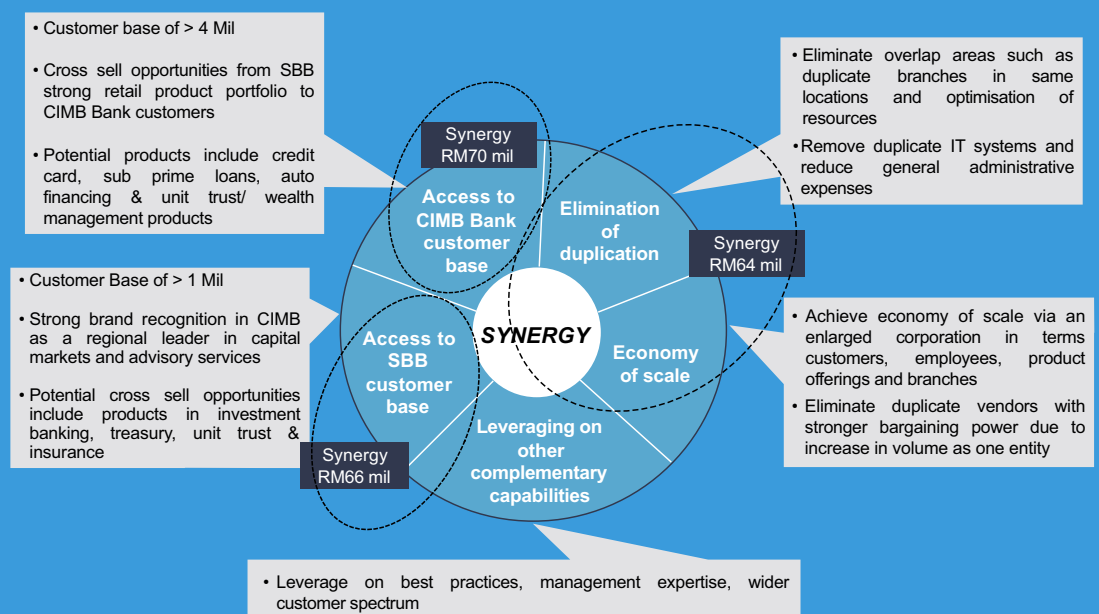 • Customer base of > 4 Mil
• Cross sell opportunities from SBB
strong retail product portfolio to
CIMB Bank customers
• Potential products include credit
card, sub prime loans, auto
financing & unit trust/ wealth
management products
• Eliminate overlap areas such as
duplicate branches in same
locations and optimisation of
resources
• Remove duplicate IT systems and
reduce general administrative
expenses
Synergy
RM70 mil
Access to
CIMB Bank
customer
base
Elimination
of
duplication
Synergy
RM64 mil
• Customer Base of > 1 Mil
• Strong brand recognition in CIMB
as a regional leader in capital
markets and advisory services
• Potential cross sell opportunities
include products in investment
banking, treasury, unit trust &
insurance
Access to
SBB
customer
base
SYNERGY
Economy
of scale
• Achieve economy of scale via an
enlarged corporation in terms
customers, employees, product
offerings and branches
• Eliminate duplicate vendors with
stronger bargaining power due to
increase in volume as one entity
Synergy
RM66 mil
Leveraging on
other
complementary
capabilities
• Leverage on best practices, management expertise, wider
customer spectrum